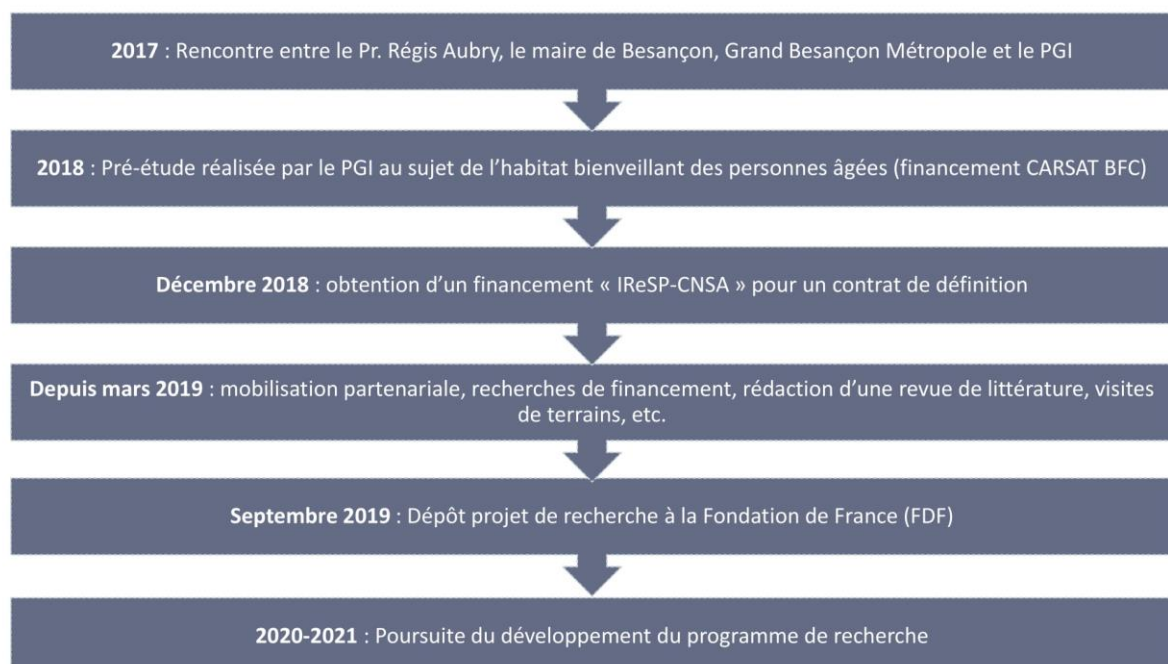 2017 : Rencontre entre le Pr. Régis Aubry, le maire de Besançon, Grand Besançon Métropole et le PGI
2018 : Pré-étude réalisée par le PGI au sujet de l’habitat bienveillant des personnes âgées (financement CARSAT BFC)
Décembre 2018 : obtention d’un financement « IReSP-CNSA » pour un contrat de définition
Depuis mars 2019 : mobilisation partenariale, recherches de financement, rédaction d’une revue de littérature, visites
de terrains, etc.
Septembre 2019 : Dépôt projet de recherche à la Fondation de France (FDF)
2020-2021 : Poursuite du développement du programme de recherche